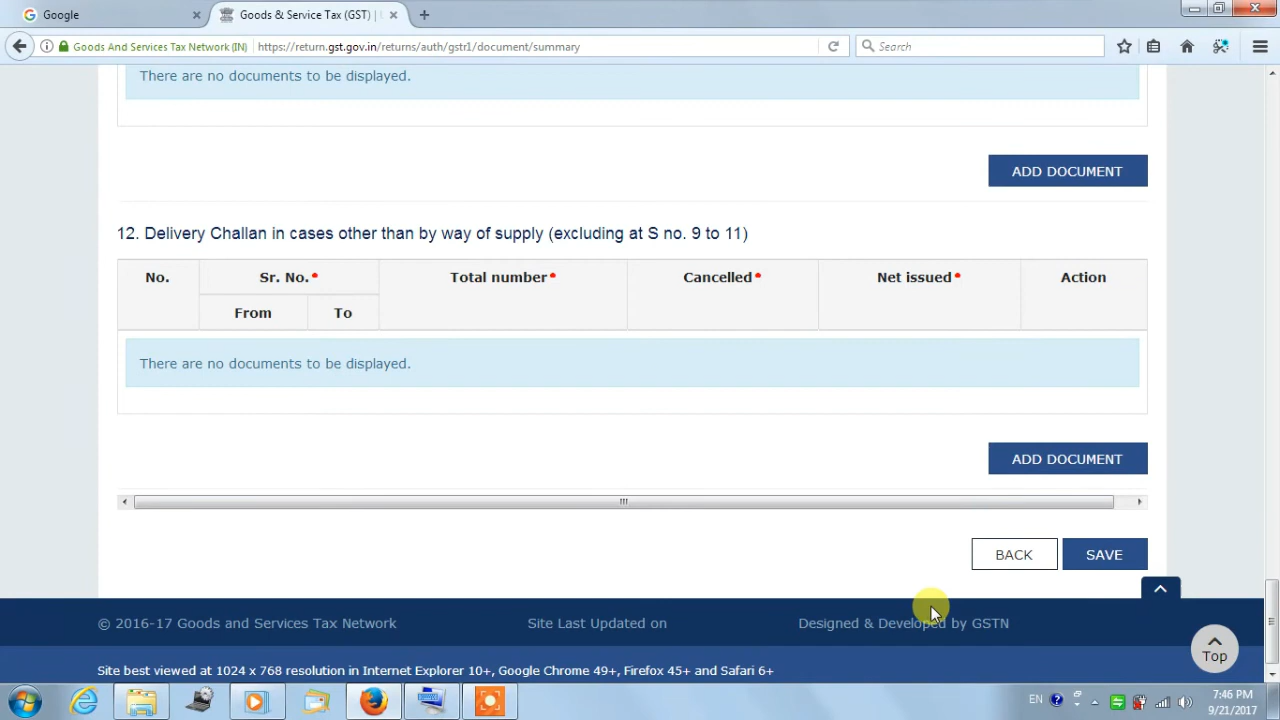 Google
Goods & Service Tax (GST) |
Goods And Services Tax Network (IN)
https://return.gst.gov.in/returns/auth/gstr1/document/summary
Search
There are no documents to be displayed.
ADD DOCUMENT
12. Delivery Challan in cases other than by way of supply (excluding at S no. 9 to 11)
No.
Sr. No.*
Total number*
Cancelled*
Net issued*
Action
From
To
There are no documents to be displayed.
ADD DOCUMENT
BACK
SAVE
© 2016-17 Goods and Services Tax Network
Site Last Updated on
Designed & Developed by GSTN
Top
Site best viewed at 1024 x 768 resolution in Internet Explorer 10+, Google Chrome 49+, Firefox 45+ and Safari 6+
EN
7:46 PM
9/21/2017